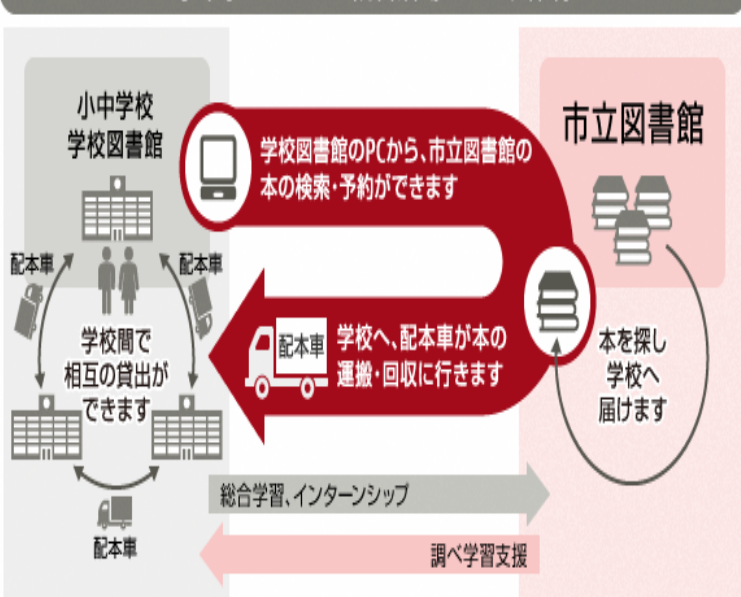 小中学校
学校図書館
市立図書館
学校図書館のPCから、市立図書館の
本の検索・予約ができます
配本車
配本車
学校間で
相互の貸出が
できます
配本車
学校へ、配本車が本の
運搬・回収に行きます
本を探し
学校へ
届けます
配本車
総合学習、インターンシップ
調べ学習支援